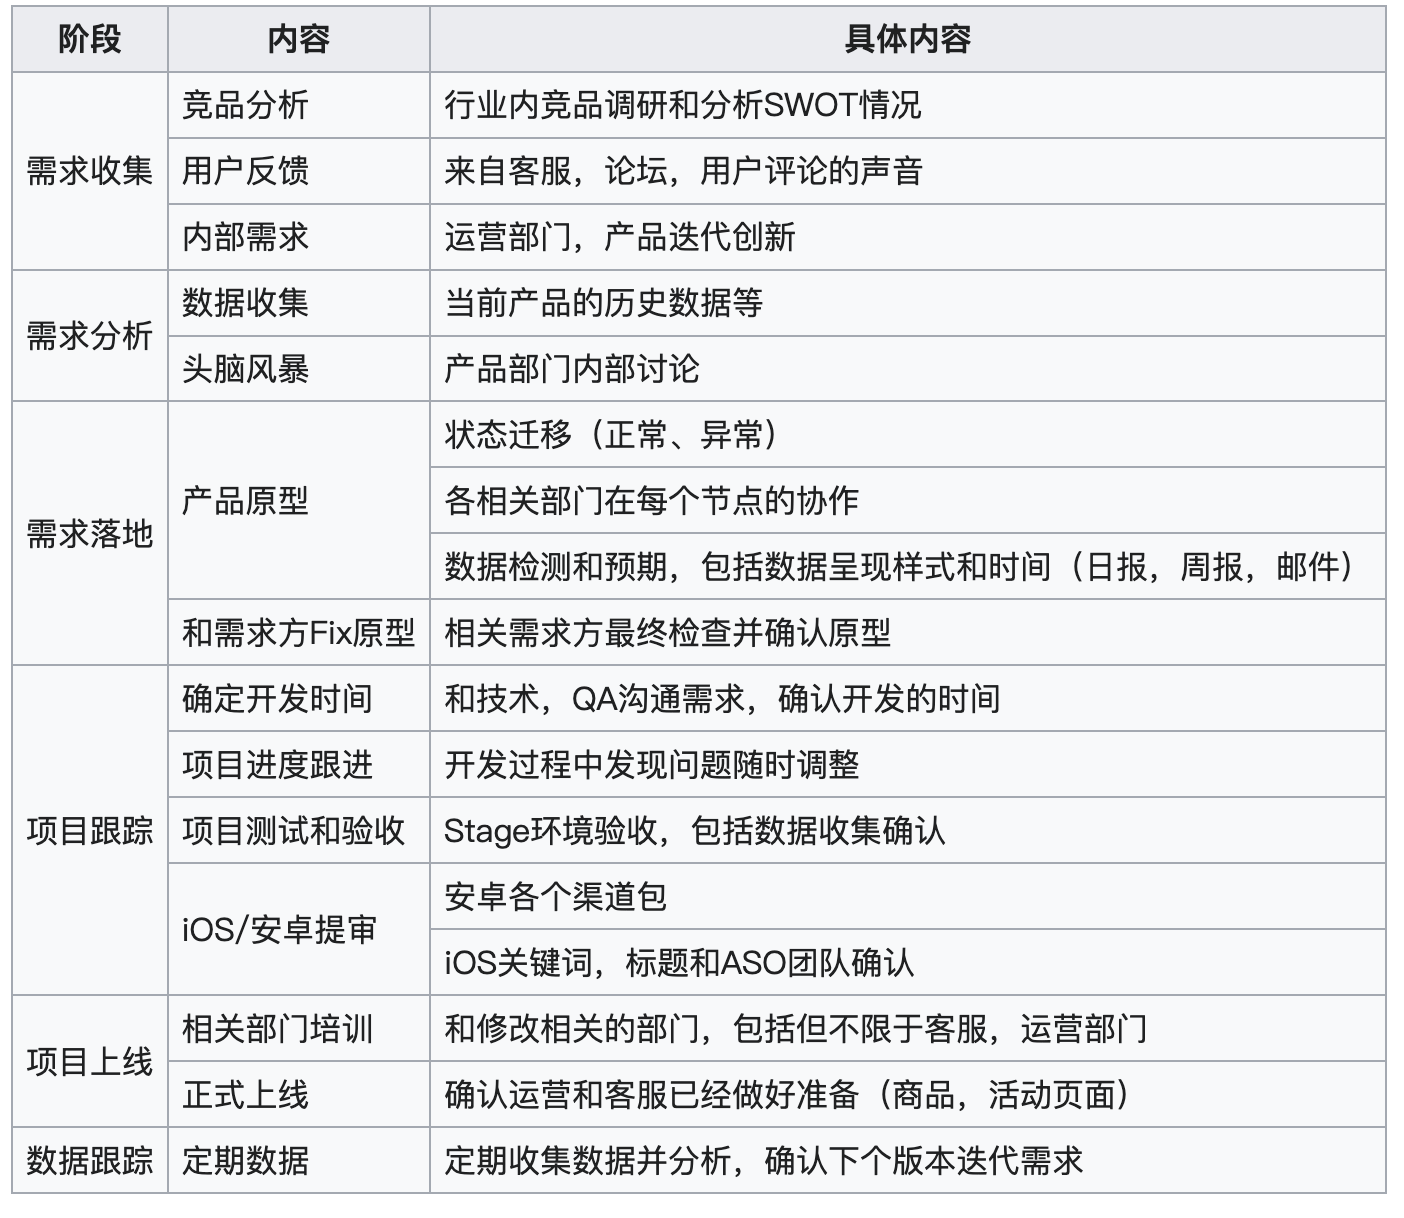 阶段 内容 具体内容
需求收集 竞品分析 行业内竞品调研和分析SWOT情况
用户反馈 来自客服，论坛，用户评论的声音
内部需求 运营部门，产品迭代创新
需求分析 数据收集 当前产品的历史数据等
头脑风暴 产品部门内部讨论
需求落地 产品原型 状态迁移（正常、异常）
各相关部门在每个节点的协作
数据检测和预期，包括数据呈现样式和时间（日报，周报，邮件）
和需求方Fix原型 相关需求方最终检查并确认原型
项目跟踪 确定开发时间 和技术，QA沟通需求，确认开发的时间
项目进度跟进 开发过程中发现问题随时调整
项目测试和验收 Stage环境验收，包括数据收集确认
iOS/安卓提审 安卓各个渠道包
iOS关键词，标题和ASO团队确认
项目上线 相关部门培训 和修改相关的部门，包括但不限于客服，运营部门
正式上线 确认运营和客服已经做好准备（商品，活动页面）
数据跟踪 定期数据 定期收集数据并分析，确认下个版本迭代需求